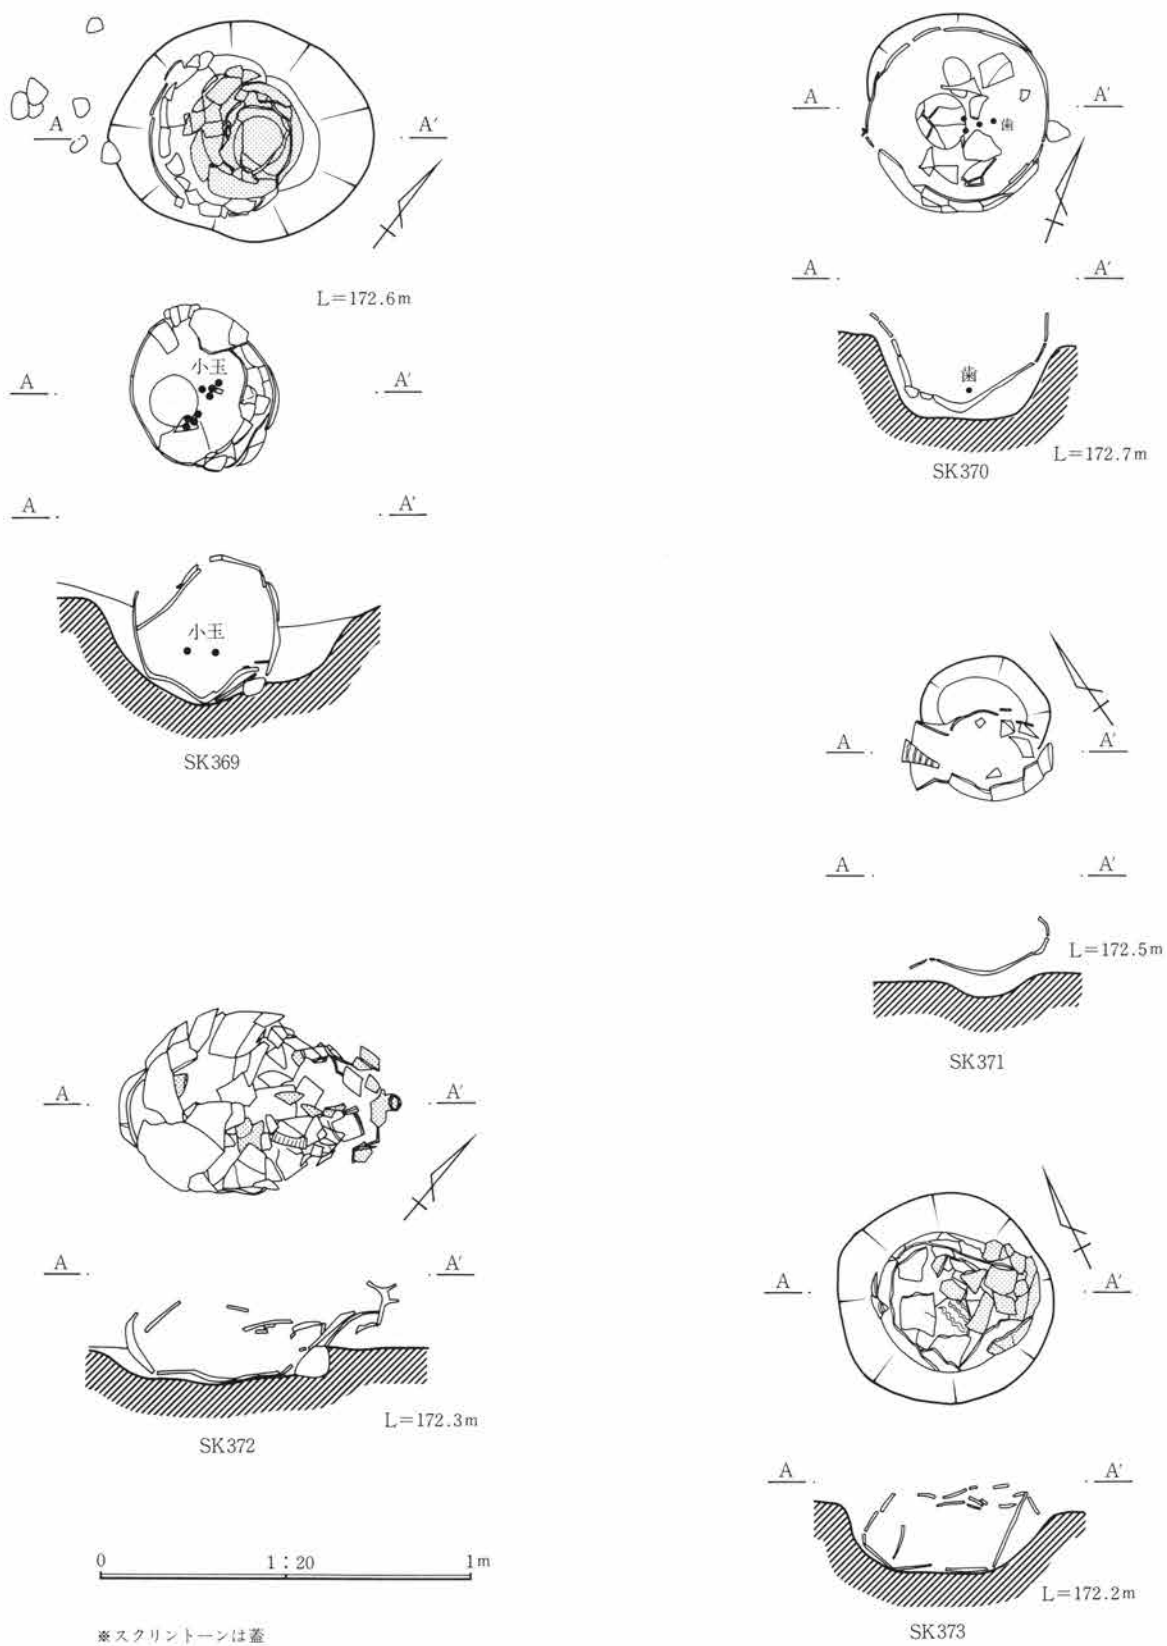 A A'
L=172.6m
小玉
A A'
A A'
小玉
SK369
A A'
歯
A A'
歯
L=172.7m
SK370
A A'
A A'
L=172.5m
SK371
A A'
A A'
L=172.3m
SK372
A A'
A A'
L=172.2m
SK373
0 1:20 1m
※スクリントーンは蓋